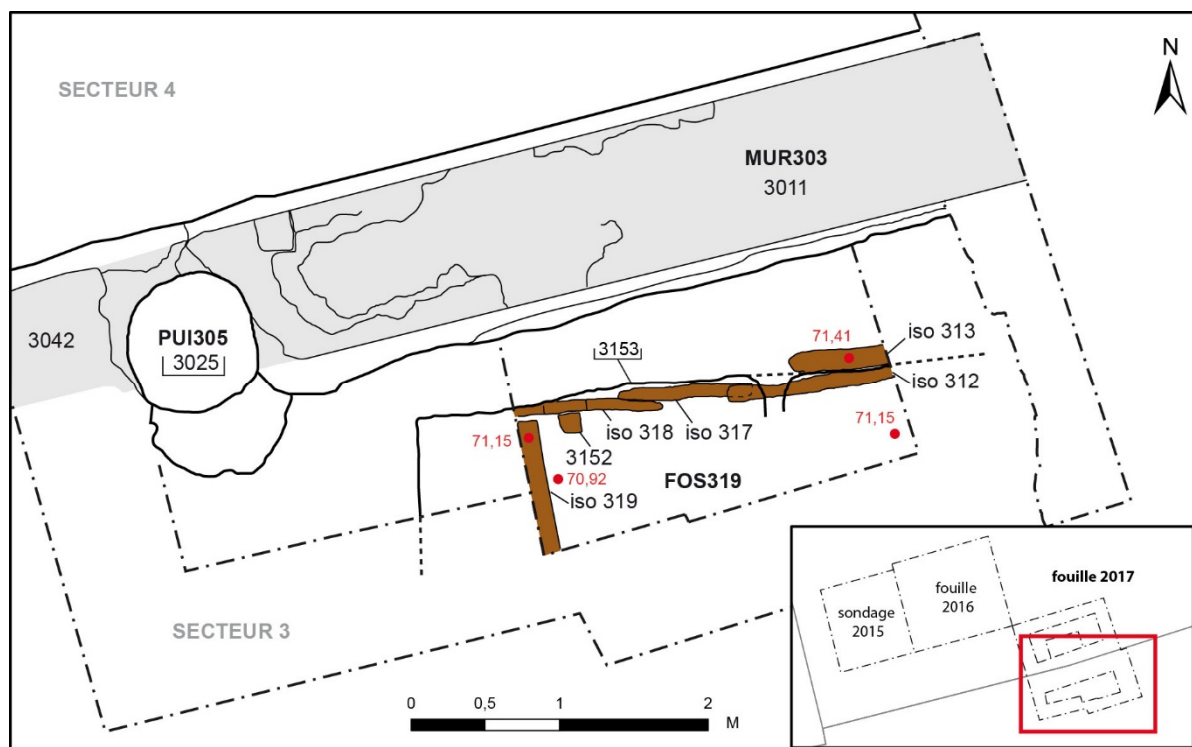 N
SECTEUR 4
MUR303
3011
PUI305
3025
3042
71,41
iso 313
3153
iso 312
iso 318
iso 317
71,15
71,15
3152
70,92
iso 319
FOS319
SECTEUR 3
0
0,5
1
2
M
fouille 2017
fouille
2016
sondage
2015